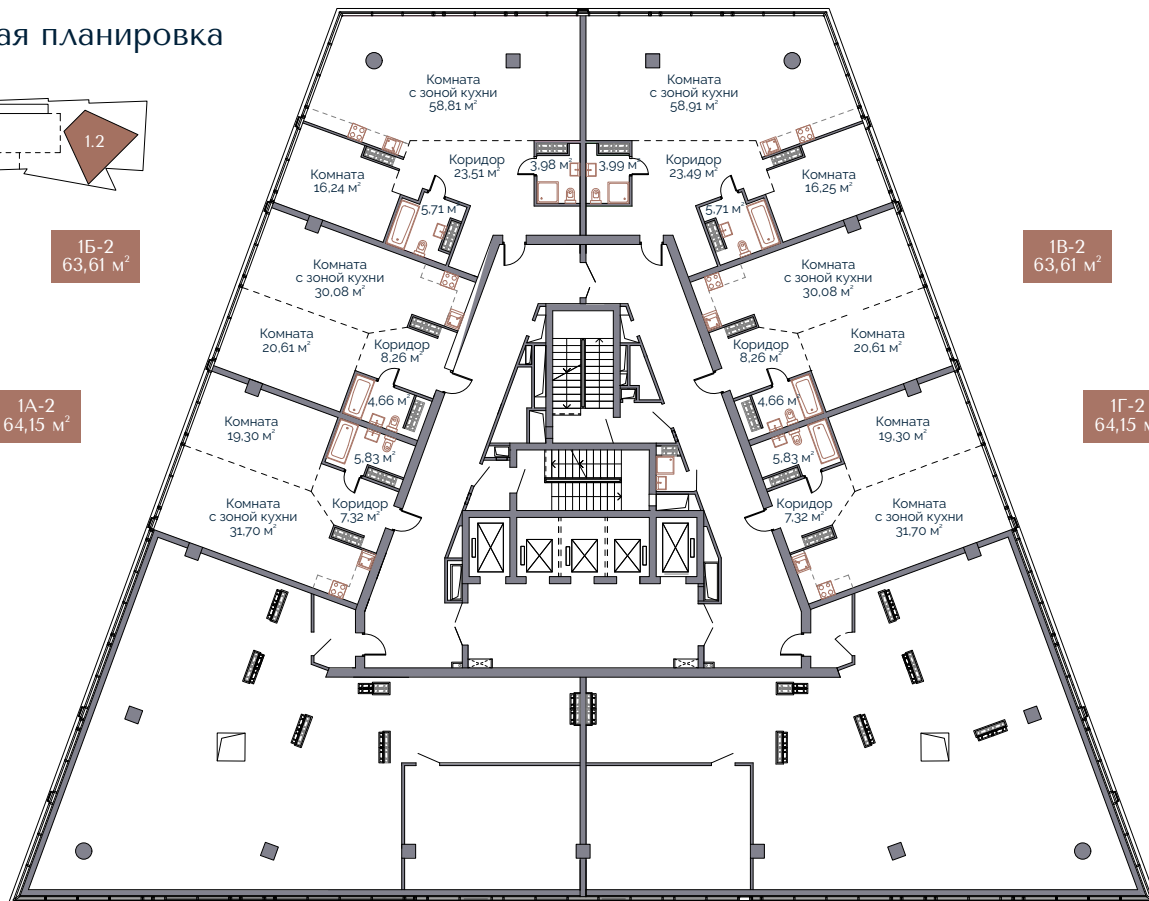 ая планировка
1.2
Комната
с зоной кухни
58,81 м²
Комната
с зоной кухни
58,91 м²
Комната
16,24 м²
Коридор
23,51 м²
3,98 м²
3,99 м²
Коридор
23,49 м²
Комната
16,25 м²
5,71 м
5,71 м²
1Б-2
63,61 м²
1В-2
63,61 м²
Комната
с зоной кухни
30,08 м²
Комната
с зоной кухни
30,08 м²
Комната
20,61 м²
Коридор
8,26 м²
Коридор
8,26 м²
Комната
20,61 м²
4,66 м²
4,66 м²
1А-2
64,15 м²
1Г-2
64,15 м
Комната
19,30 м²
5,83 м²
5,83 м²
Комната
19,30 м²
Комната
с зоной кухни
31,70 м²
Коридор
7,32 м²
Коридор
7,32 м²
Комната
с зоной кухни
31,70 м²